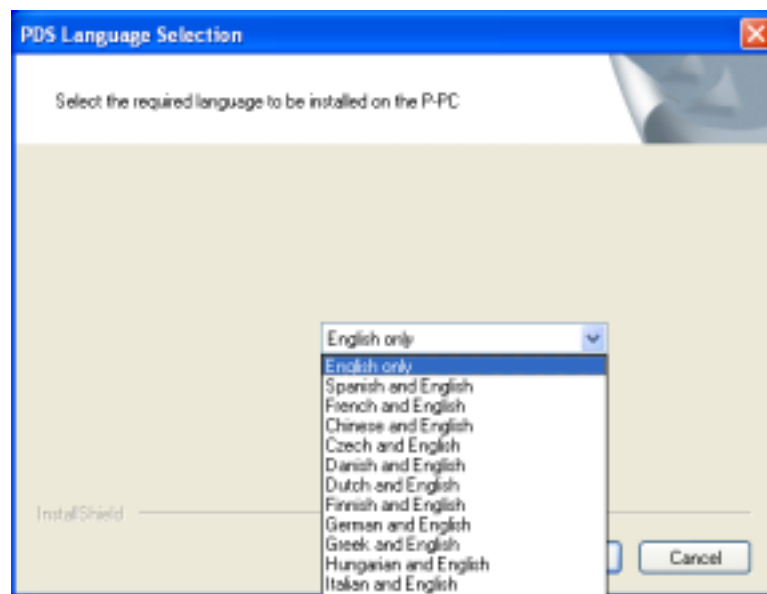 PDS Language Selection
Select the required language to be installed on the P-PC
English only
English only
Spanish and English
French and English
Chinese and English
Czech and English
Danish and English
Dutch and English
Finnish and English
German and English
Greek and English
Hungarian and English
Italian and English
InstallShield
Cancel